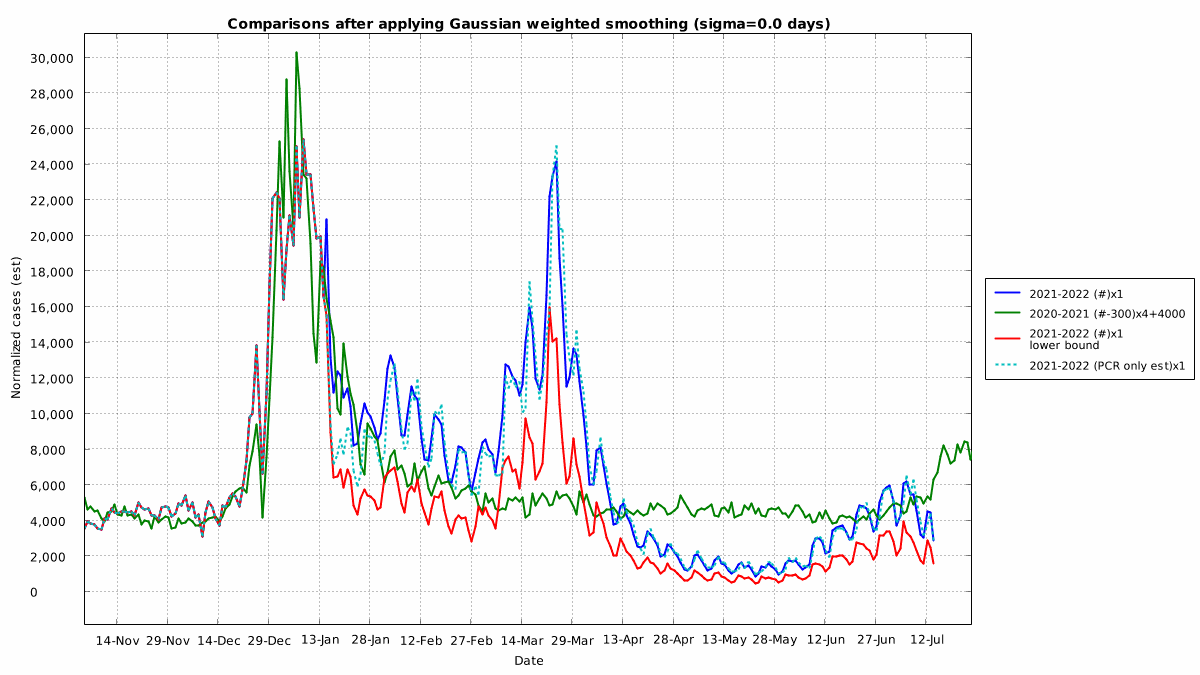 Comparisons after applying Gaussian weighted smoothing (sigma=0.0 days)
30,000
28,000
26,000
24,000
22,000
20,000
18,000
16,000
14,000
12,000
10,000
8,000
6,000
4,000
2,000
0
Normalized cases (est)
14-Nov 29-Nov 14-Dec 29-Dec 13-Jan 28-Jan 12-Feb 27-Feb 14-Mar 29-Mar 13-Apr 28-Apr 13-May 28-May 12-Jun 27-Jun 12-Jul
Date
2021-2022 (#)x1
2020-2021 (#-300)x4+4000
2021-2022 (#)x1
lower bound
2021-2022 (PCR only est)x1